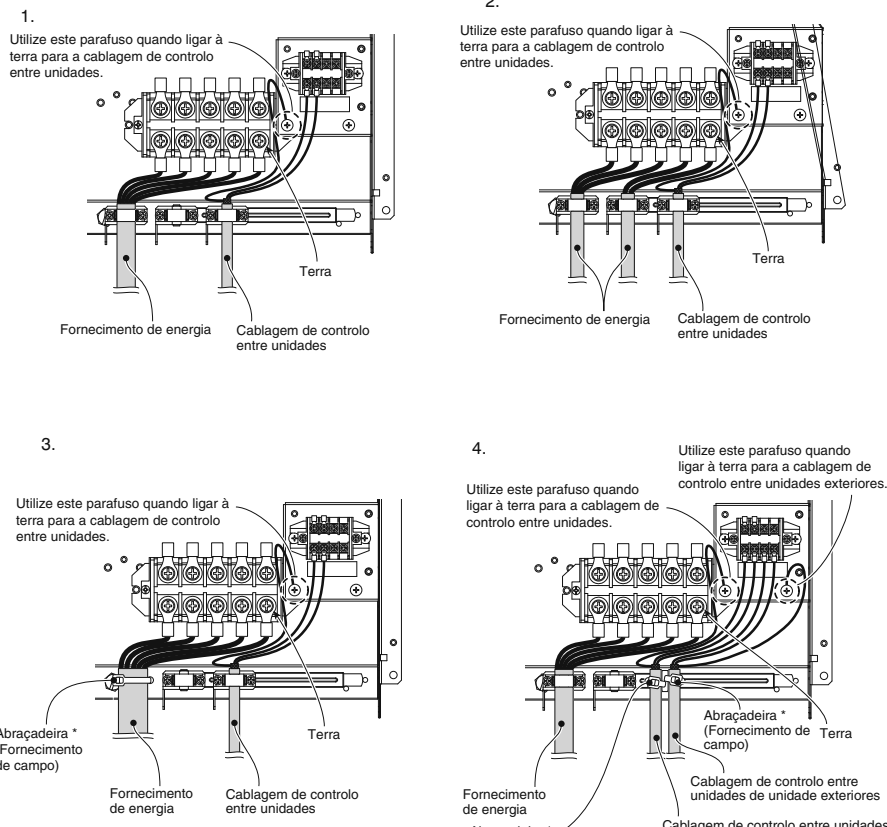 1.
Utilize este parafuso quando ligar à
terra para a cablagem de controlo
entre unidades.
Terra
Fornecimento de energia
Cablagem de controlo
entre unidades
2.
Utilize este parafuso quando ligar à
terra para a cablagem de controlo
entre unidades.
Terra
Fornecimento de energia
Cablagem de controlo
entre unidades
3.
Utilize este parafuso quando ligar à
terra para a cablagem de controlo
entre unidades.
Abraçadeira *
(Fornecimento
de campo)
Terra
Fornecimento
de energia
Cablagem de controlo
entre unidades
4.
Utilize este parafuso quando
ligar à terra para a cablagem de
controlo entre unidades exteriores.
Utilize este parafuso quando
ligar à terra para a cablagem de
controlo entre unidades.
Abraçadeira *
(Fornecimento de
campo)
Terra
Cablagem de controlo entre
unidades de unidade exteriores
Fornecimento
de energia
Cablagem de controlo entre unidades